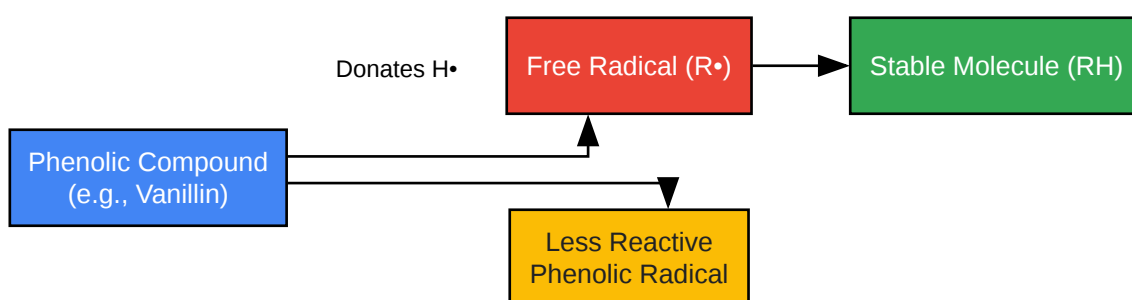 Donates H•
Free Radical (R•)
Stable Molecule (RH)
Phenolic Compound
(e.g., Vanillin)
Less Reactive
Phenolic Radical